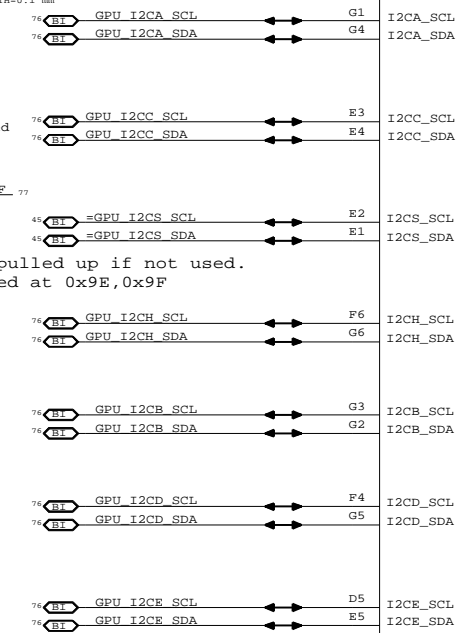 76 BI GPU_I2CA_SCL G1 I2CA_SCL
76 BI GPU_I2CA_SDA G4 I2CA_SDA
76 BI GPU_I2CC_SCL E3 I2CC_SCL
d
76 BI GPU_I2CC_SDA E4 I2CC_SDA
F 77
45 BI =GPU_I2CS_SCL E2 I2CS_SCL
45 BI =GPU_I2CS_SDA E1 I2CS_SDA
pulled up if not used.
ed at 0x9E,0x9F
76 BI GPU_I2CH_SCL F6 I2CH_SCL
76 BI GPU_I2CH_SDA G6 I2CH_SDA
76 BI GPU_I2CB_SCL G3 I2CB_SCL
76 BI GPU_I2CB_SDA G2 I2CB_SDA
76 BI GPU_I2CD_SCL F4 I2CD_SCL
76 BI GPU_I2CD_SDA G5 I2CD_SDA
76 BI GPU_I2CE_SCL D5 I2CE_SCL
76 BI GPU_I2CE_SDA E5 I2CE_SDA